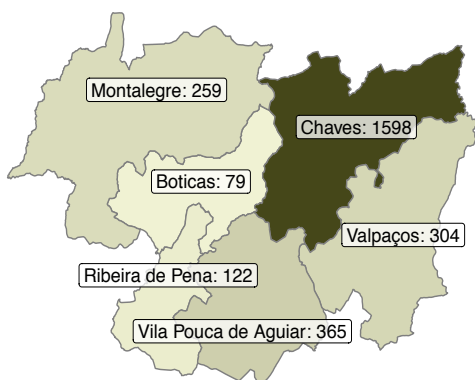 Montalegre: 259
Chaves: 1598
Boticas: 79
Valpaços: 304
Ribeira de Pena: 122
Vila Pouca de Aguiar: 365